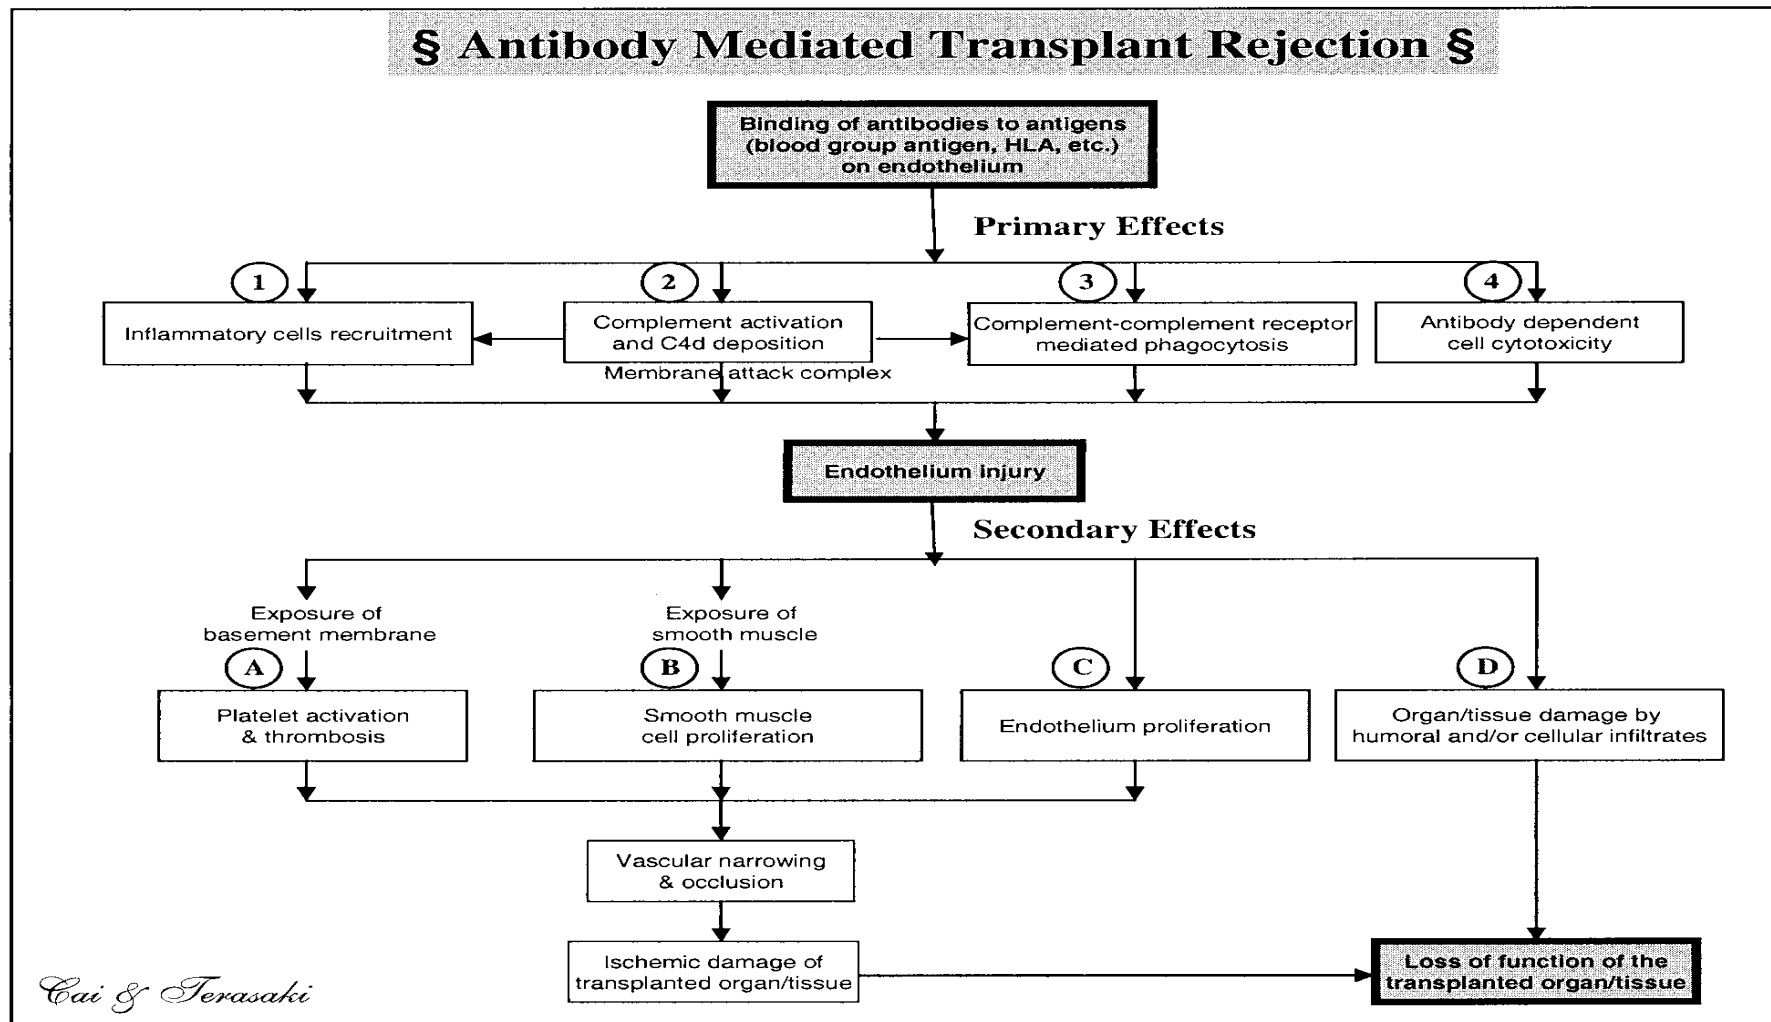 § Antibody Mediated Transplant Rejection §
Binding of antibodies to antigens
(blood group antigen, HLA, etc.)
on endothelium
Primary Effects
1
2
3
4
Inflammatory cells recruitment
Complement activation
and C4d deposition
Membrane attack complex
Complement-complement receptor
mediated phagocytosis
Antibody dependent
cell cytotoxicity
Endothelium injury
Secondary Effects
Exposure of
basement membrane
Exposure of
smooth muscle
A
B
C
D
Platelet activation
& thrombosis
Smooth muscle
cell proliferation
Endothelium proliferation
Organ/tissue damage by
humoral and/or cellular infiltrates
Vascular narrowing
& occlusion
Ischemic damage of
transplanted organ/tissue
Loss of function of the
transplanted organ/tissue
Cai & Terasaki